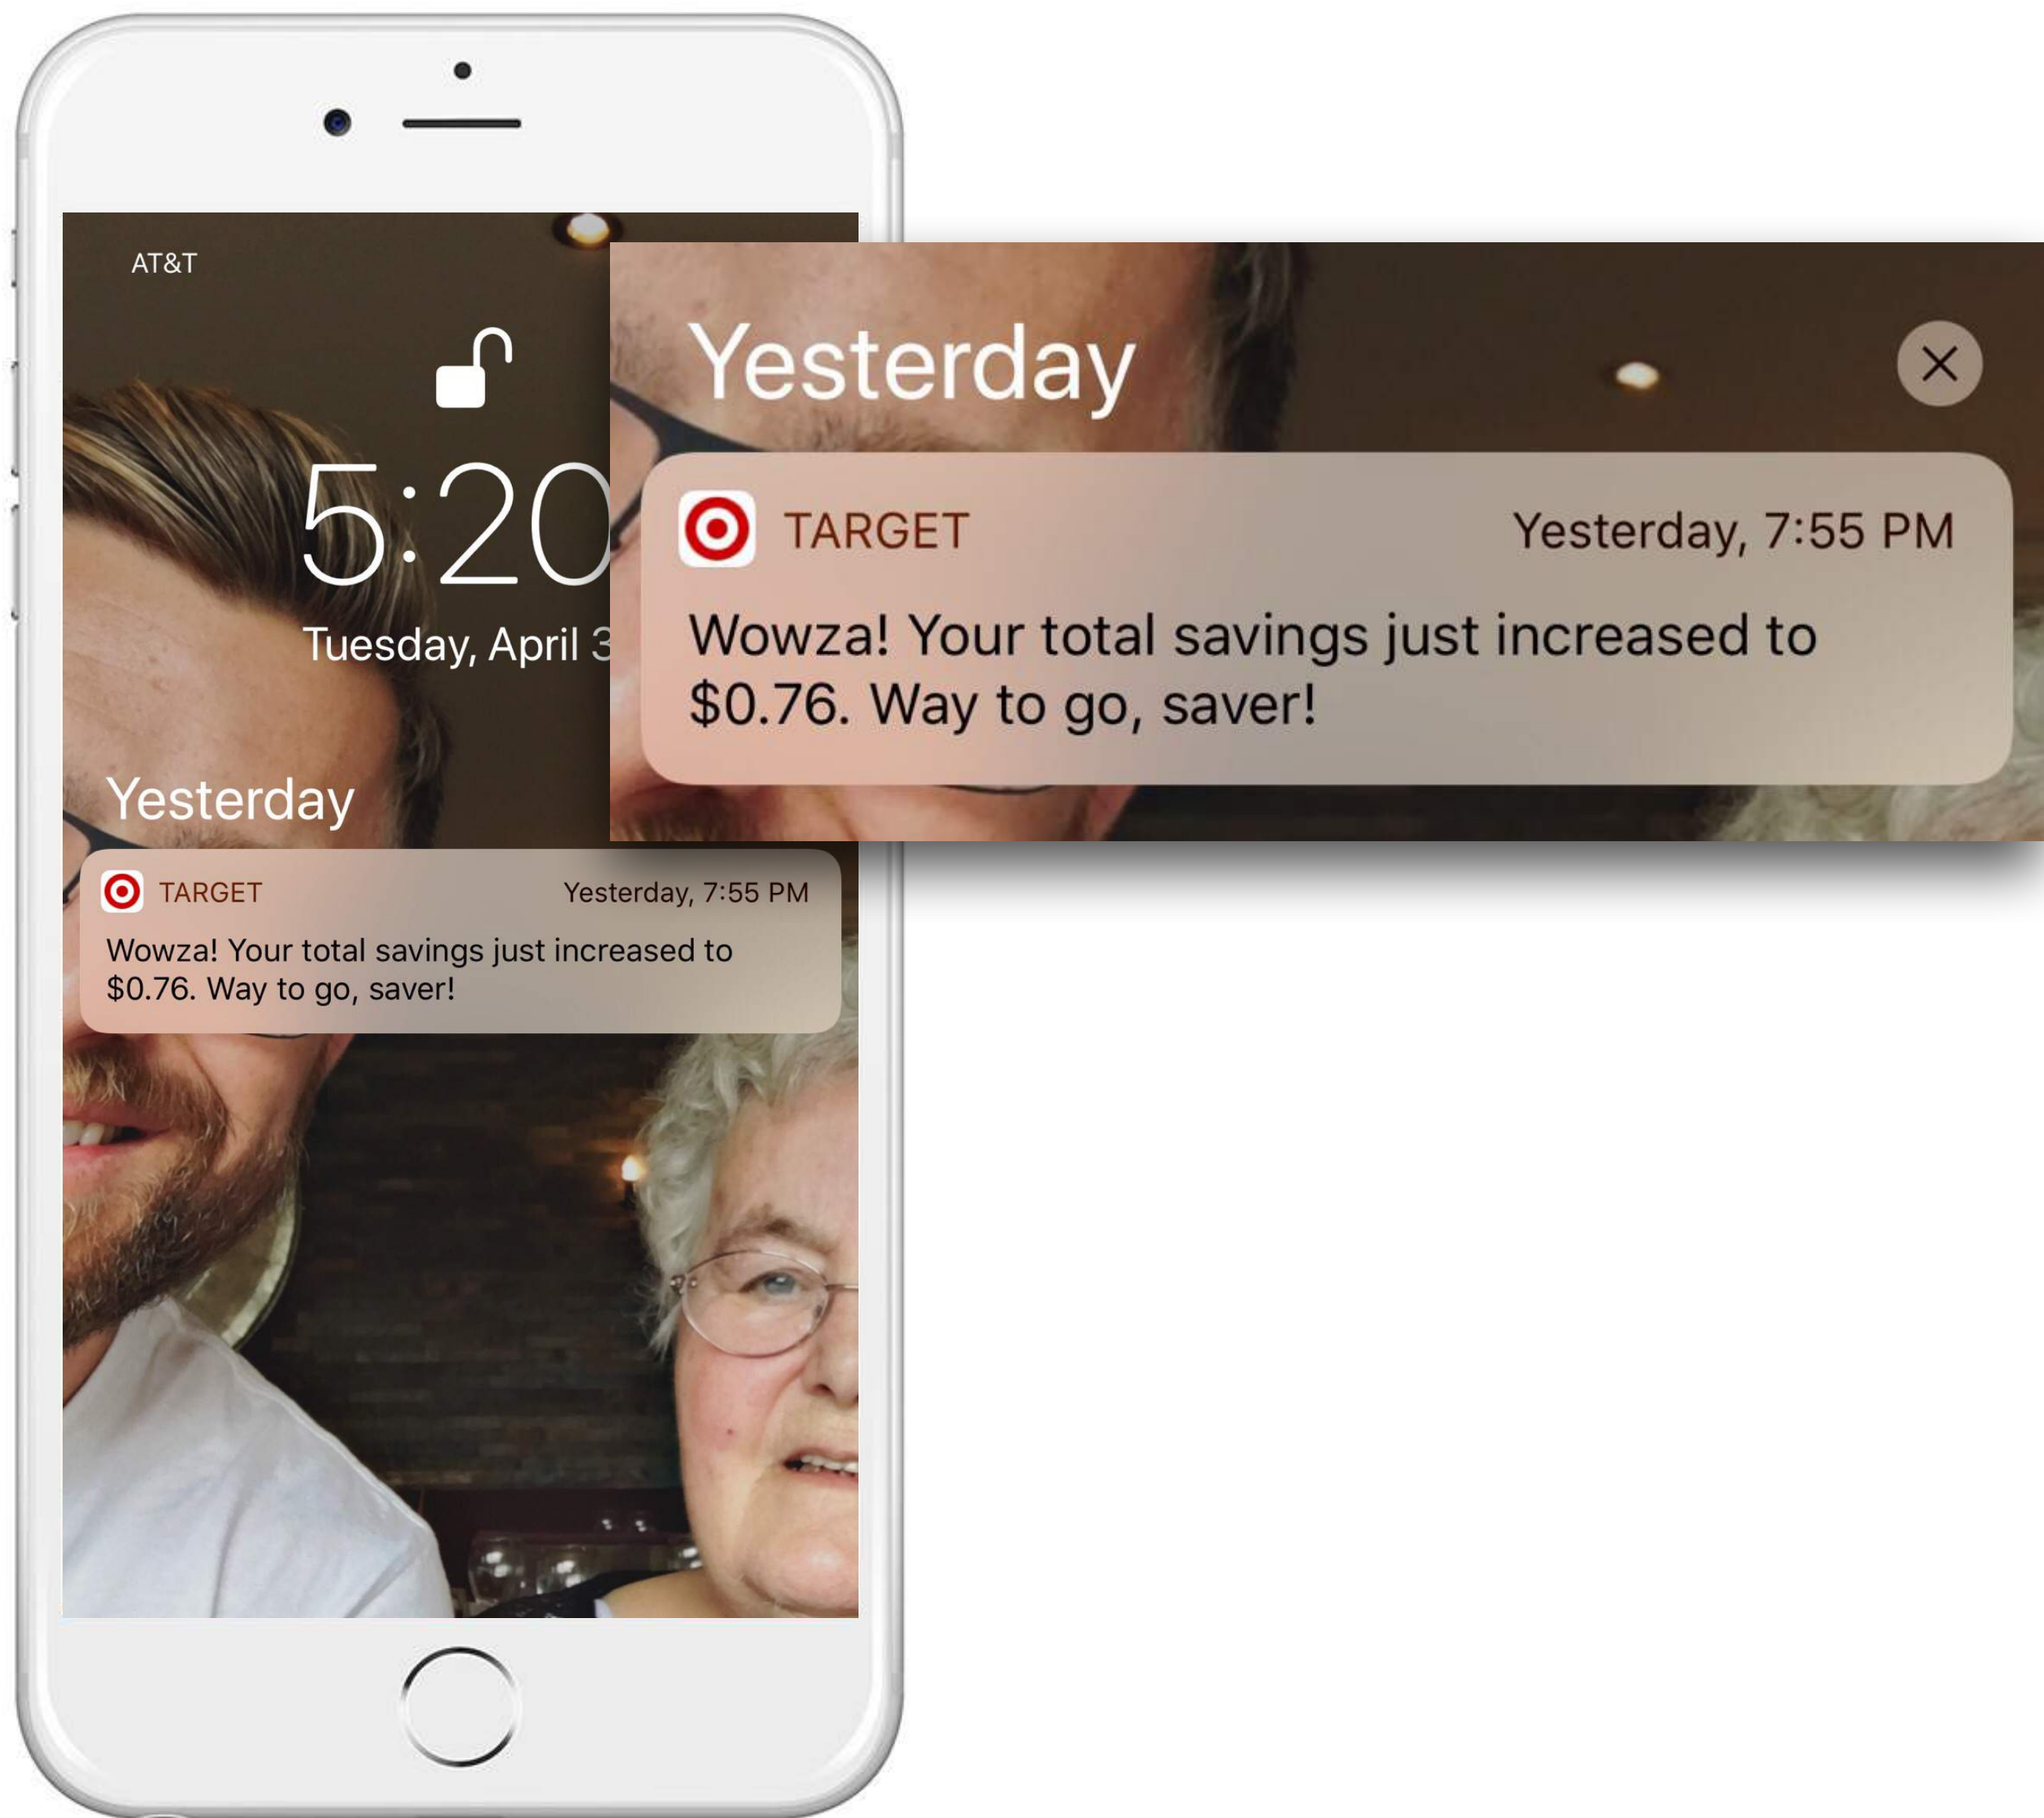 AT&T
5:20
Tuesday, April 3
Yesterday
TARGET
Yesterday, 7:55 PM
Wowza! Your total savings just increased to
$0.76. Way to go, saver!
Yesterday
TARGET
Yesterday, 7:55 PM
Wowza! Your total savings just increased to
$0.76. Way to go, saver!